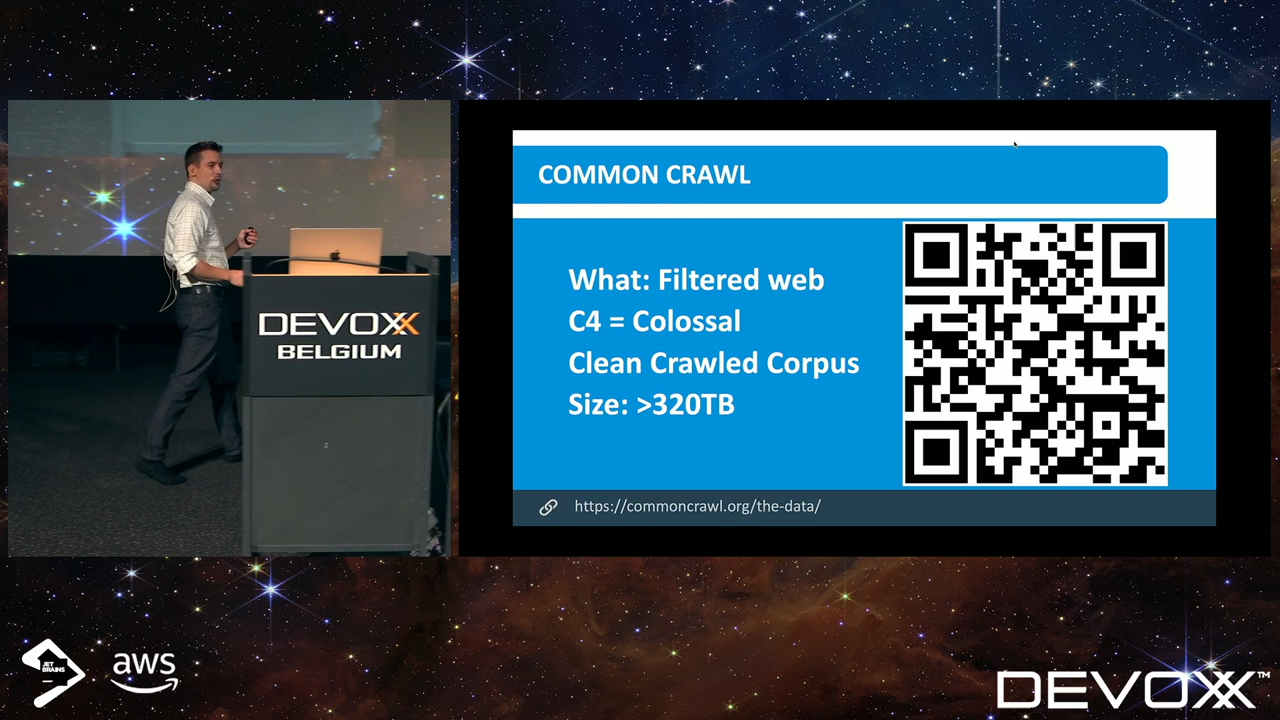 COMMON CRAWL
What: Filtered web
C4 = Colossal
Clean Crawled Corpus
Size: >320TB
https://commoncrawl.org/the-data/
DEVOXX
BELGIUM
JET
BRAINS
aws
DEVOXX™